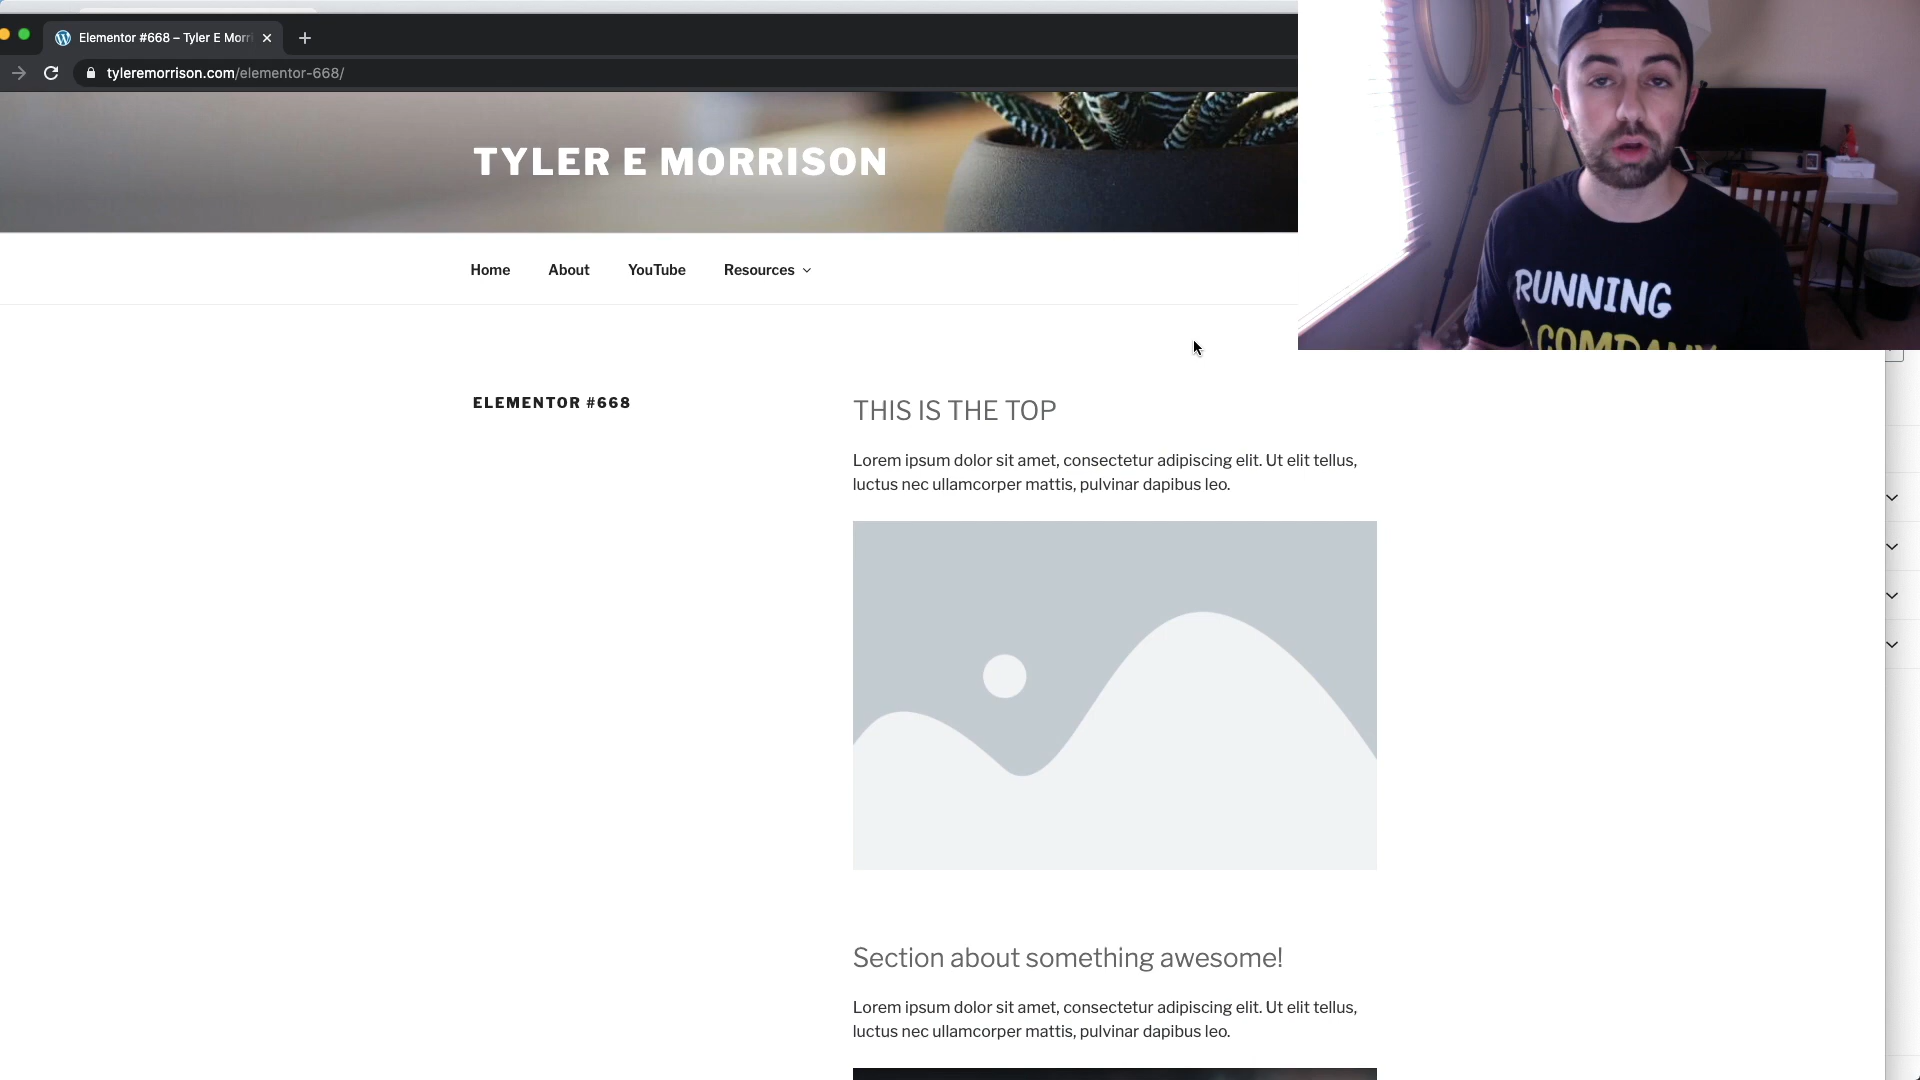 Elementor #668 – Tyler E Morri
tyleremorrison.com/elementor-668/
TYLER E MORRISON
Home
About
YouTube
Resources
RUNNING
COMPANY
ELEMENTOR #668
THIS IS THE TOP
Lorem ipsum dolor sit amet, consectetur adipiscing elit. Ut elit tellus,
luctus nec ullamcorper mattis, pulvinar dapibus leo.
Section about something awesome!
Lorem ipsum dolor sit amet, consectetur adipiscing elit. Ut elit tellus,
luctus nec ullamcorper mattis, pulvinar dapibus leo.